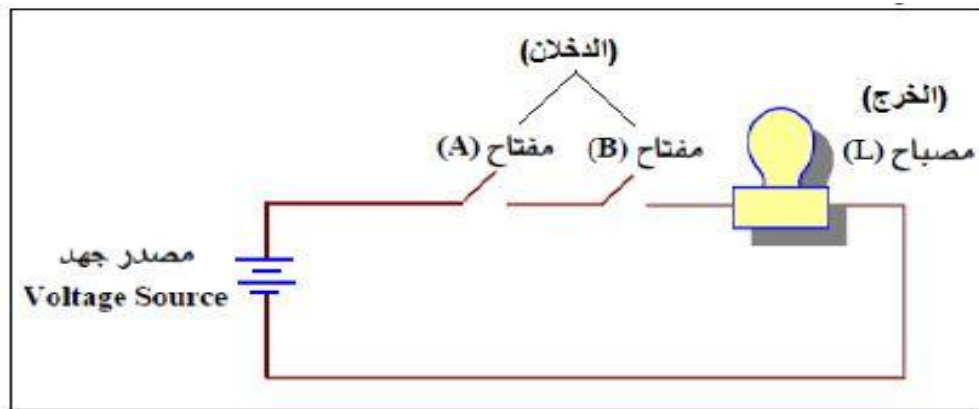 (الدخلان)
(الخرج)
مفتاح (A)
مفتاح (B)
مصباح (L)
مصدر جهد
Voltage Source